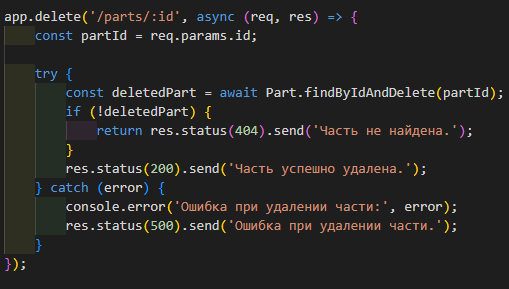 app.delete('/parts/:id', async (req, res) => {
    const partId = req.params.id;

    try {
        const deletedPart = await Part.findByIdAndDelete(partId);
        if (!deletedPart) {
            return res.status(404).send('Часть не найдена.');
        }
        res.status(200).send('Часть успешно удалена.');
    } catch (error) {
        console.error('Ошибка при удалении части:', error);
        res.status(500).send('Ошибка при удалении части.');
    }
});